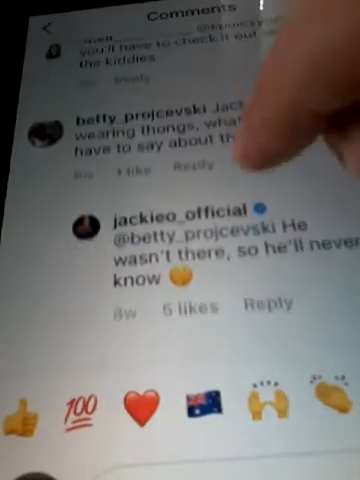 Comments
you'll have to check it out
the kiddies
Reply
betty_projcevski Jack
wearing thongs, what
have to say about th
8w 1 like Reply
jackieo_official
@betty_projcevski He
wasn't there, so he'll never
know
8w 5 likes Reply
100